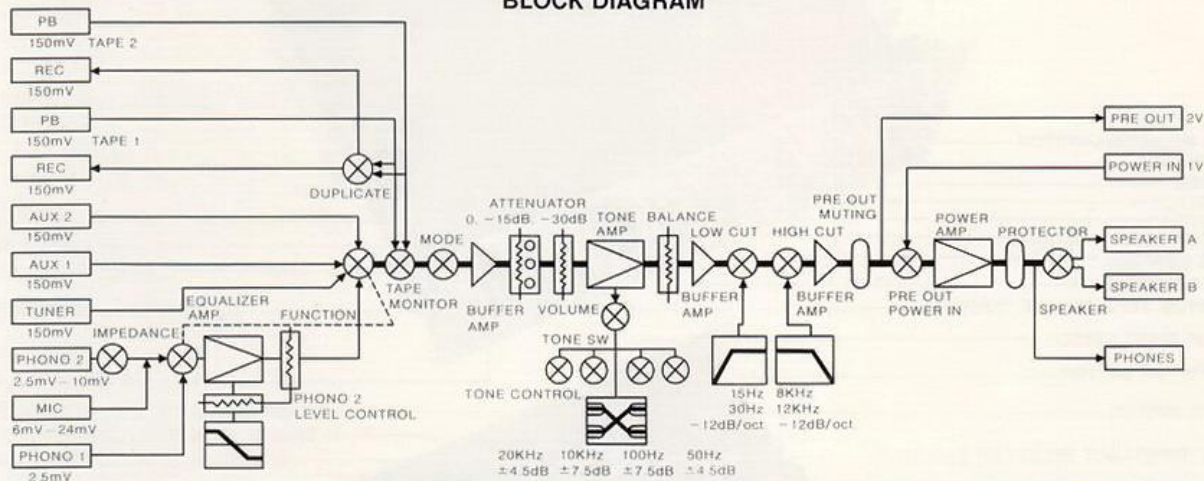 BLOCK DIAGRAM
PB
150mV TAPE 2
REC
150mV
PB
150mV TAPE 1
REC
150mV
DUPLICATE
AUX 2
150mV
AUX 1
150mV
TUNER
150mV
PHONO 2
2.5mV - 10mV
MIC
6mV - 24mV
PHONO 1
2.5mV
IMPEDANCE
EQUALIZER
AMP
FUNCTION
PHONO 2
LEVEL CONTROL
TAPE
MONITOR
MODE
BUFFER
AMP
ATTENUATOR
0, -15dB, -30dB
VOLUME
TONE
AMP
TONE SW
TONE CONTROL
20KHz 10KHz 100Hz 50Hz
±4.5dB ±7.5dB ±7.5dB ±4.5dB
BALANCE
LOW CUT
BUFFER
AMP
15Hz
30Hz
-12dB/oct
HIGH CUT
8KHz
12KHz
-12dB/oct
BUFFER
AMP
PRE OUT
MUTING
PRE OUT
POWER IN
POWER
AMP
PROTECTOR
SPEAKER
PRE OUT 2V
POWER IN 1V
SPEAKER A
SPEAKER B
PHONES